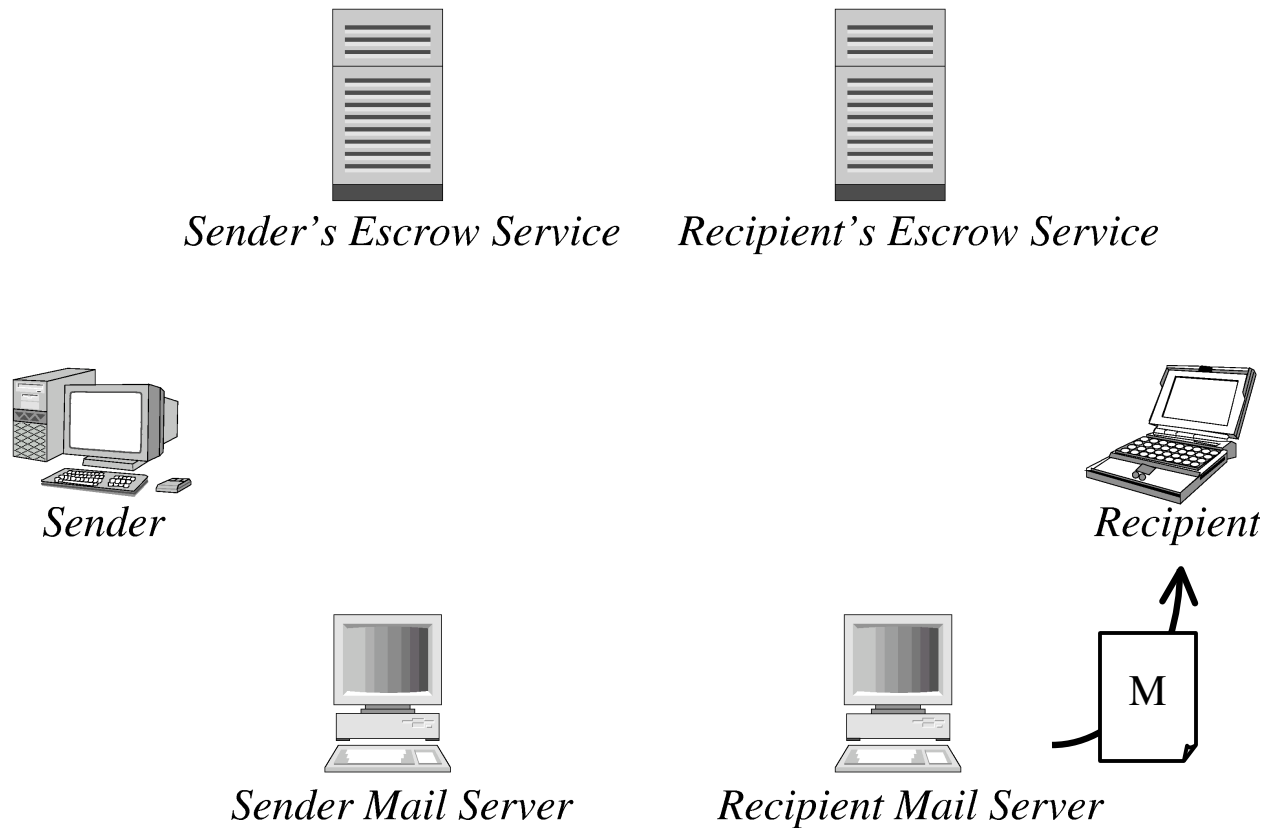 Sender’s Escrow Service
Recipient’s Escrow Service
Sender
Recipient
M
Sender Mail Server
Recipient Mail Server